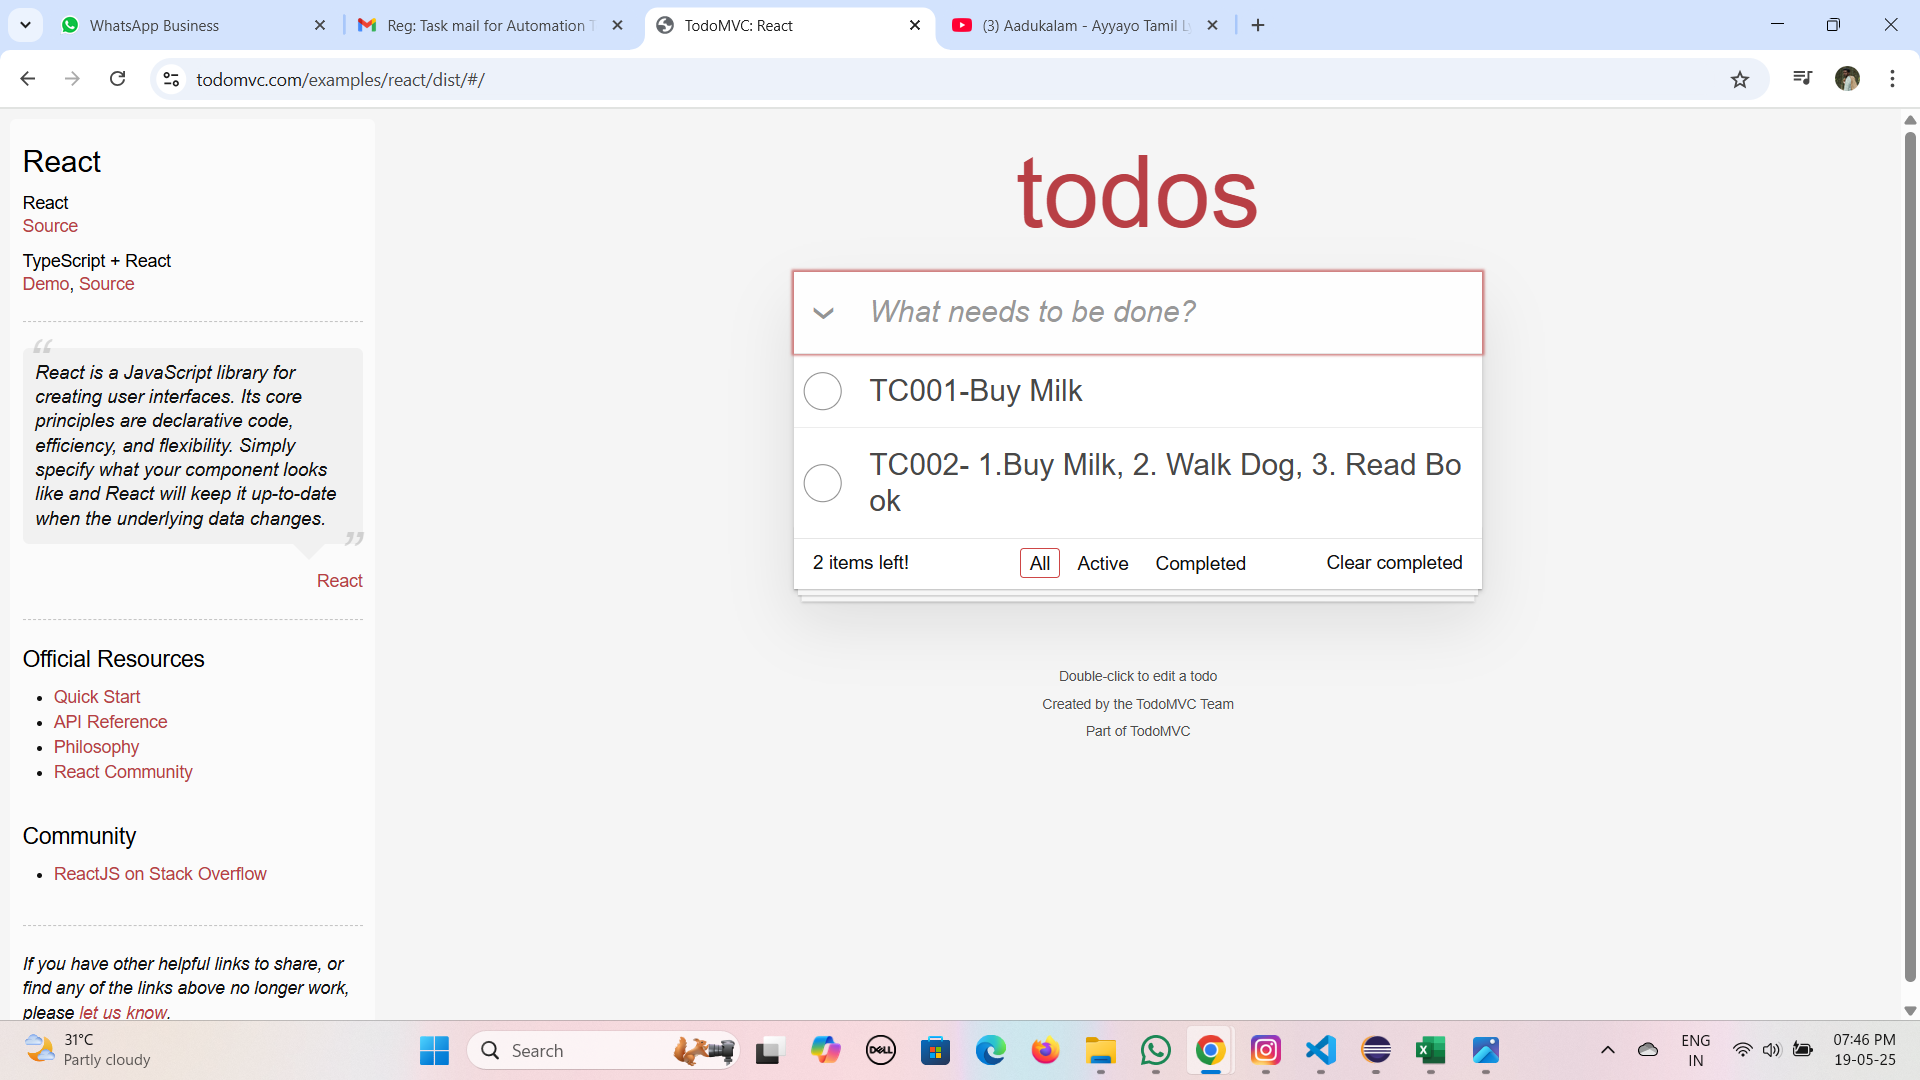 WhatsApp Business
Reg: Task mail for Automation T
TodoMVC: React
(3) Aadukalam - Ayyayo Tamil Ly
todomvc.com/examples/react/dist/#/
React
React
Source
TypeScript + React
Demo, Source
“
React is a JavaScript library for
creating user interfaces. Its core
principles are declarative code,
efficiency, and flexibility. Simply
specify what your component looks
like and React will keep it up-to-date
when the underlying data changes.
”
React
Official Resources
• Quick Start
• API Reference
• Philosophy
• React Community
Community
• ReactJS on Stack Overflow
If you have other helpful links to share, or
find any of the links above no longer work,
please let us know.
todos
What needs to be done?
TC001-Buy Milk
TC002- 1.Buy Milk, 2. Walk Dog, 3. Read Bo
ok
2 items left!
All
Active
Completed
Clear completed
Double-click to edit a todo
Created by the TodoMVC Team
Part of TodoMVC
31°C
Partly cloudy
Search
DELL
ENG
IN
07:46 PM
19-05-25